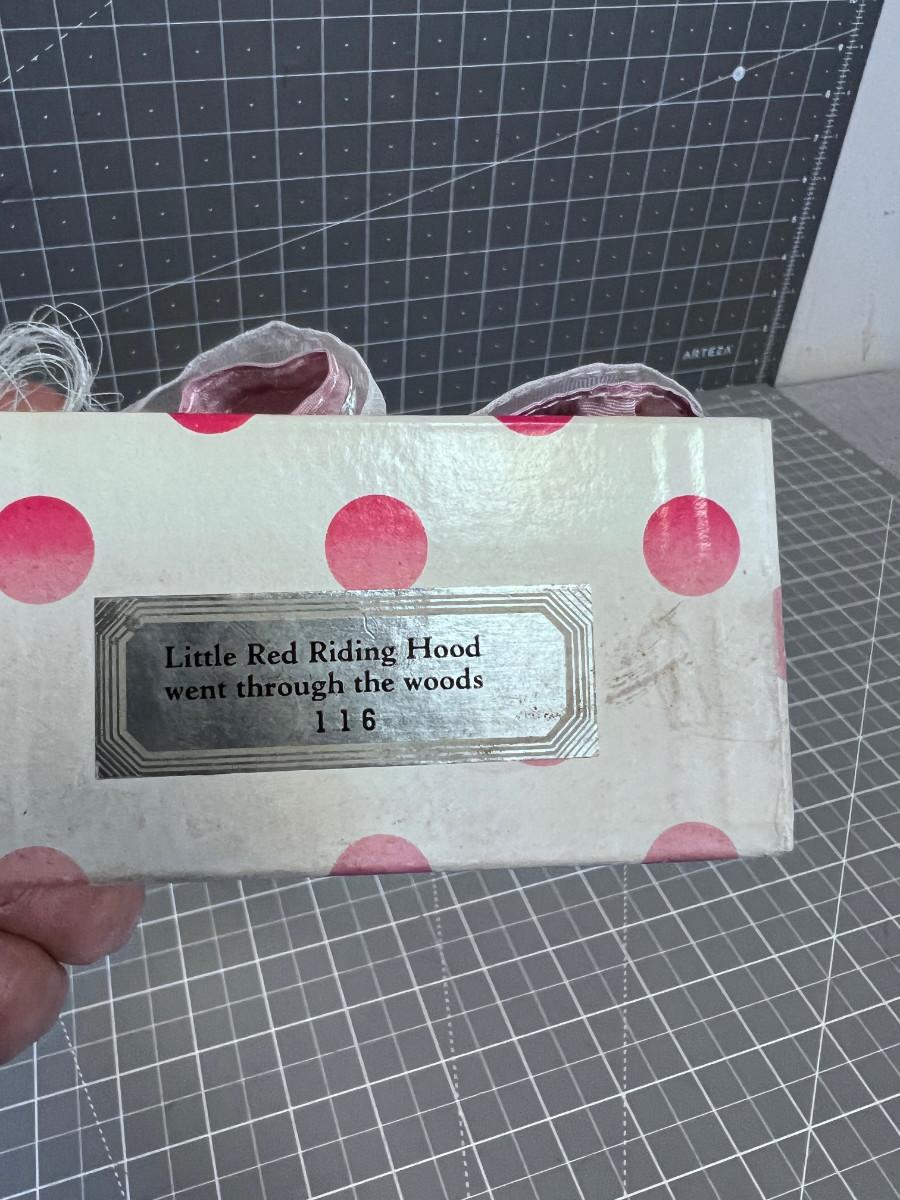 ARTEZA
Little Red Riding Hood
went through the woods
116